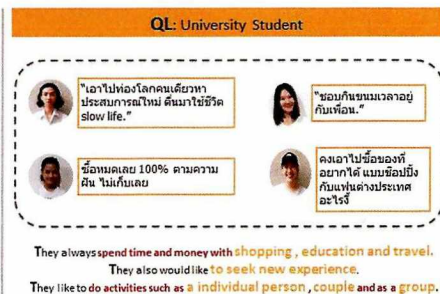 QL: University Student
"เอาไปท่องโลกคนเดียวหา
ประสบการณ์ใหม่ ตื่นมาใช้ชีวิต
slow life."
"ชอบกินขนมเวลาอยู่
กับเพื่อน."
ซื้อหมดเลย 100% ตามความ
ฝัน ไม่เก็บเลย
คงเอาไปซื้อของที่
อยากได้ แบบช้อปปิ้ง
กับแฟนต่างประเทศ
อะไรงี้
They always spend time and money with shopping , education and travel.
They also would like to seek new experience.
They like to do activities such as a individual person , couple and as a group.